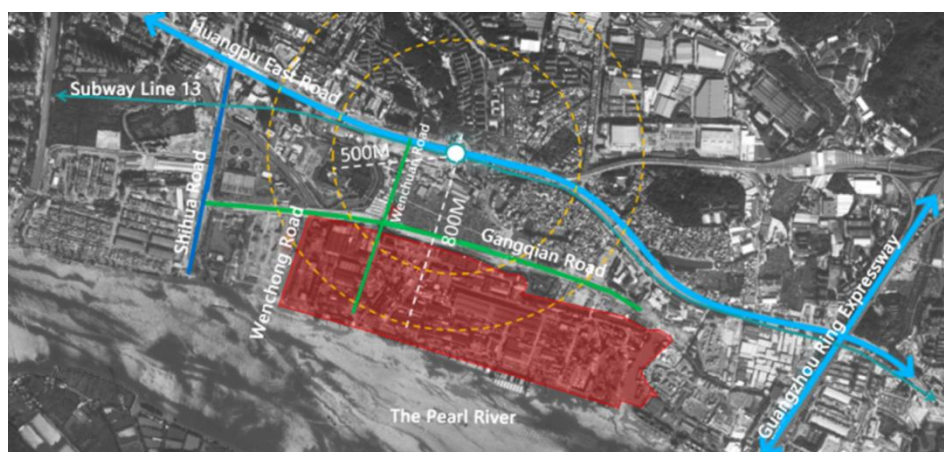 Huangpu East Road
Subway Line 13
500M
Wenchuan Road
Shihua Road
800M
Gangqian Road
Wenchong Road
Guangzhou Ring Expressway
The Pearl River